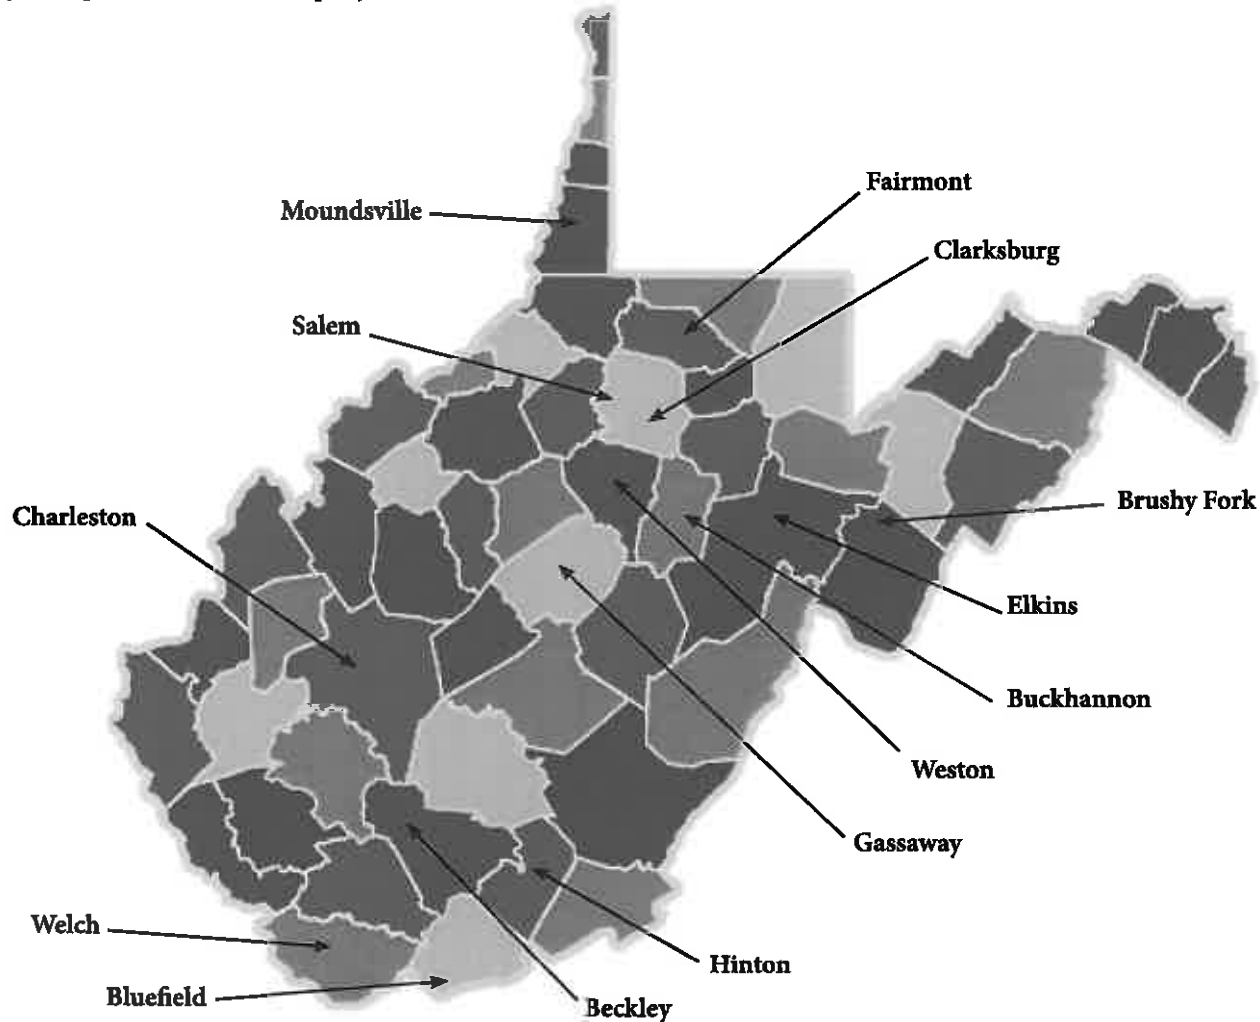 Fairmont
Moundsville
Clarksburg
Salem
Brushy Fork
Charleston
Elkins
Buckhannon
Weston
Gassaway
Welch
Hinton
Bluefield
Beckley